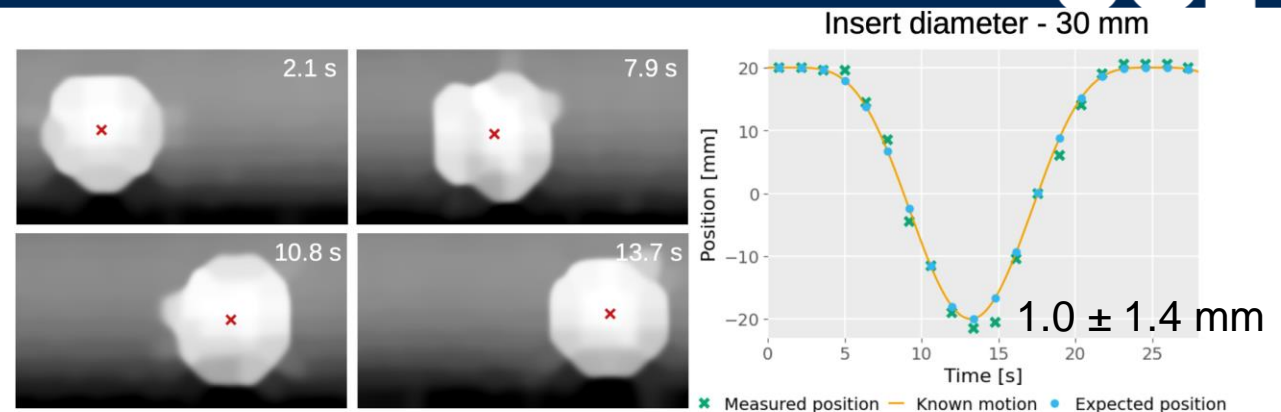 Insert diameter - 30 mm
2.1 s
7.9 s
10.8 s
13.7 s
Position [mm]
20
10
0
−10
−20
1.0 ± 1.4 mm
0 5 10 15 20 25
Time [s]
Measured position Known motion Expected position